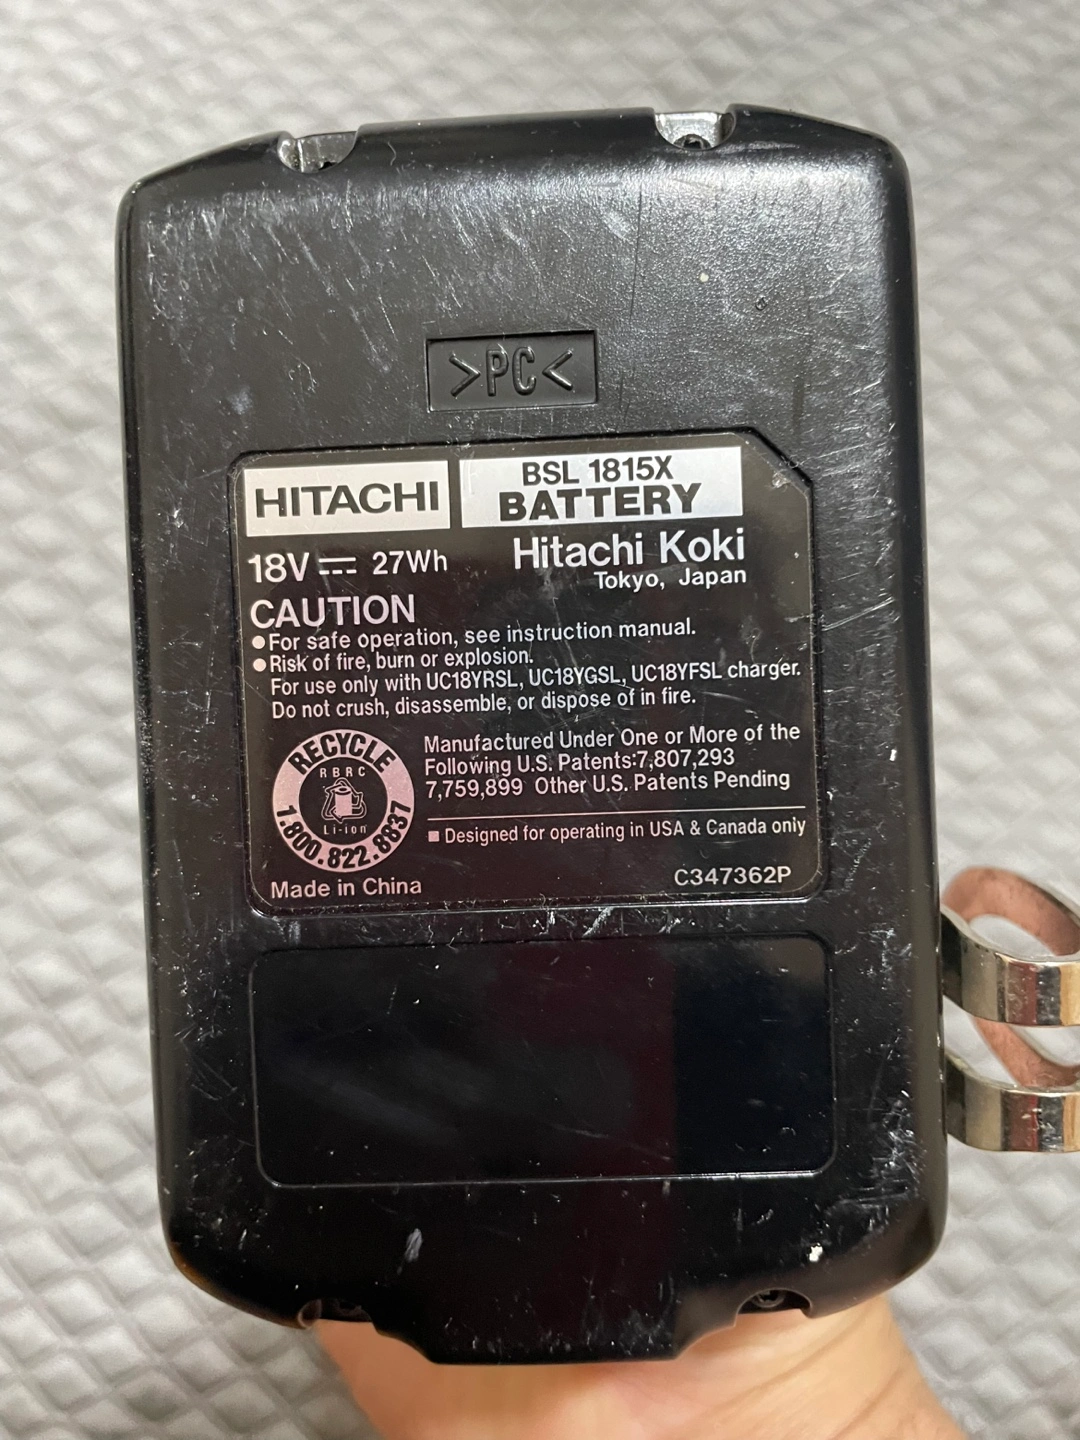 >PC<
HITACHI
BSL 1815X
BATTERY
18V ⎓ 27Wh
Hitachi Koki
Tokyo, Japan
CAUTION
●For safe operation, see instruction manual.
●Risk of fire, burn or explosion.
For use only with UC18YRSL, UC18YGSL, UC18YFSL charger.
Do not crush, disassemble, or dispose of in fire.
RECYCLE
RBRC
Li-ion
1.800.822.8837
Manufactured Under One or More of the
Following U.S. Patents:7,807,293
7,759,899 Other U.S. Patents Pending
■ Designed for operating in USA & Canada only
Made in China
C347362P